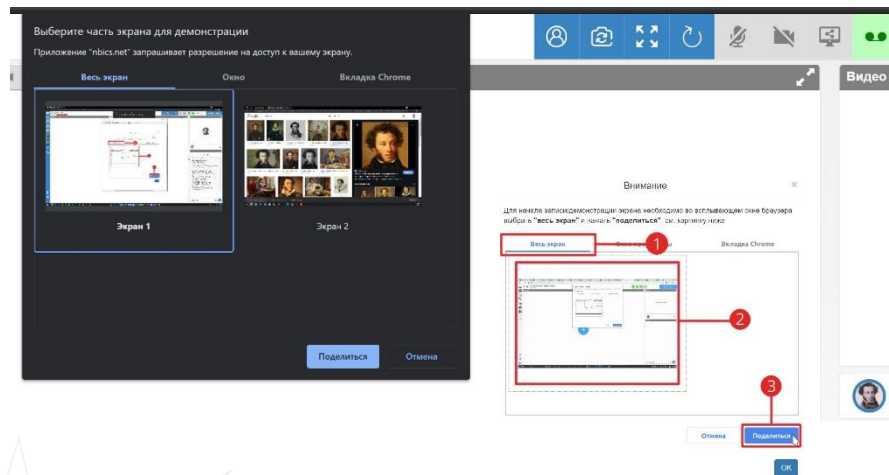 Выберите часть экрана для демонстрации
Приложение "nbics.net" запрашивает разрешение на доступ к вашему экрану.
Весь экран Окно Вкладка Chrome
Экран 1 Экран 2
Поделиться Отмена
Видео
Внимание
Для начала записи/демонстрации экрана необходимо во всплывающем окне браузера
выбрать "весь экран" и нажать "поделиться" см. картинку ниже
Весь экран 1 Вкладка Chrome
2
3
Отмена Поделиться
OK